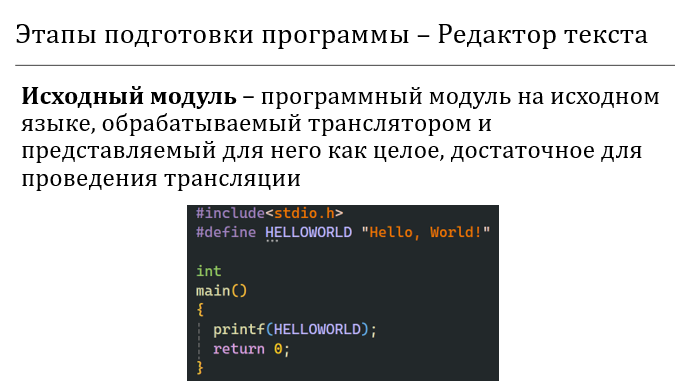 Этапы подготовки программы – Редактор текста
Исходный модуль – программный модуль на исходном
языке, обрабатываемый транслятором и
представляемый для него как целое, достаточное для
проведения трансляции
#include<stdio.h>
#define HELLOWORLD "Hello, World!"
int
main()
{
printf(HELLOWORLD);
return 0;
}